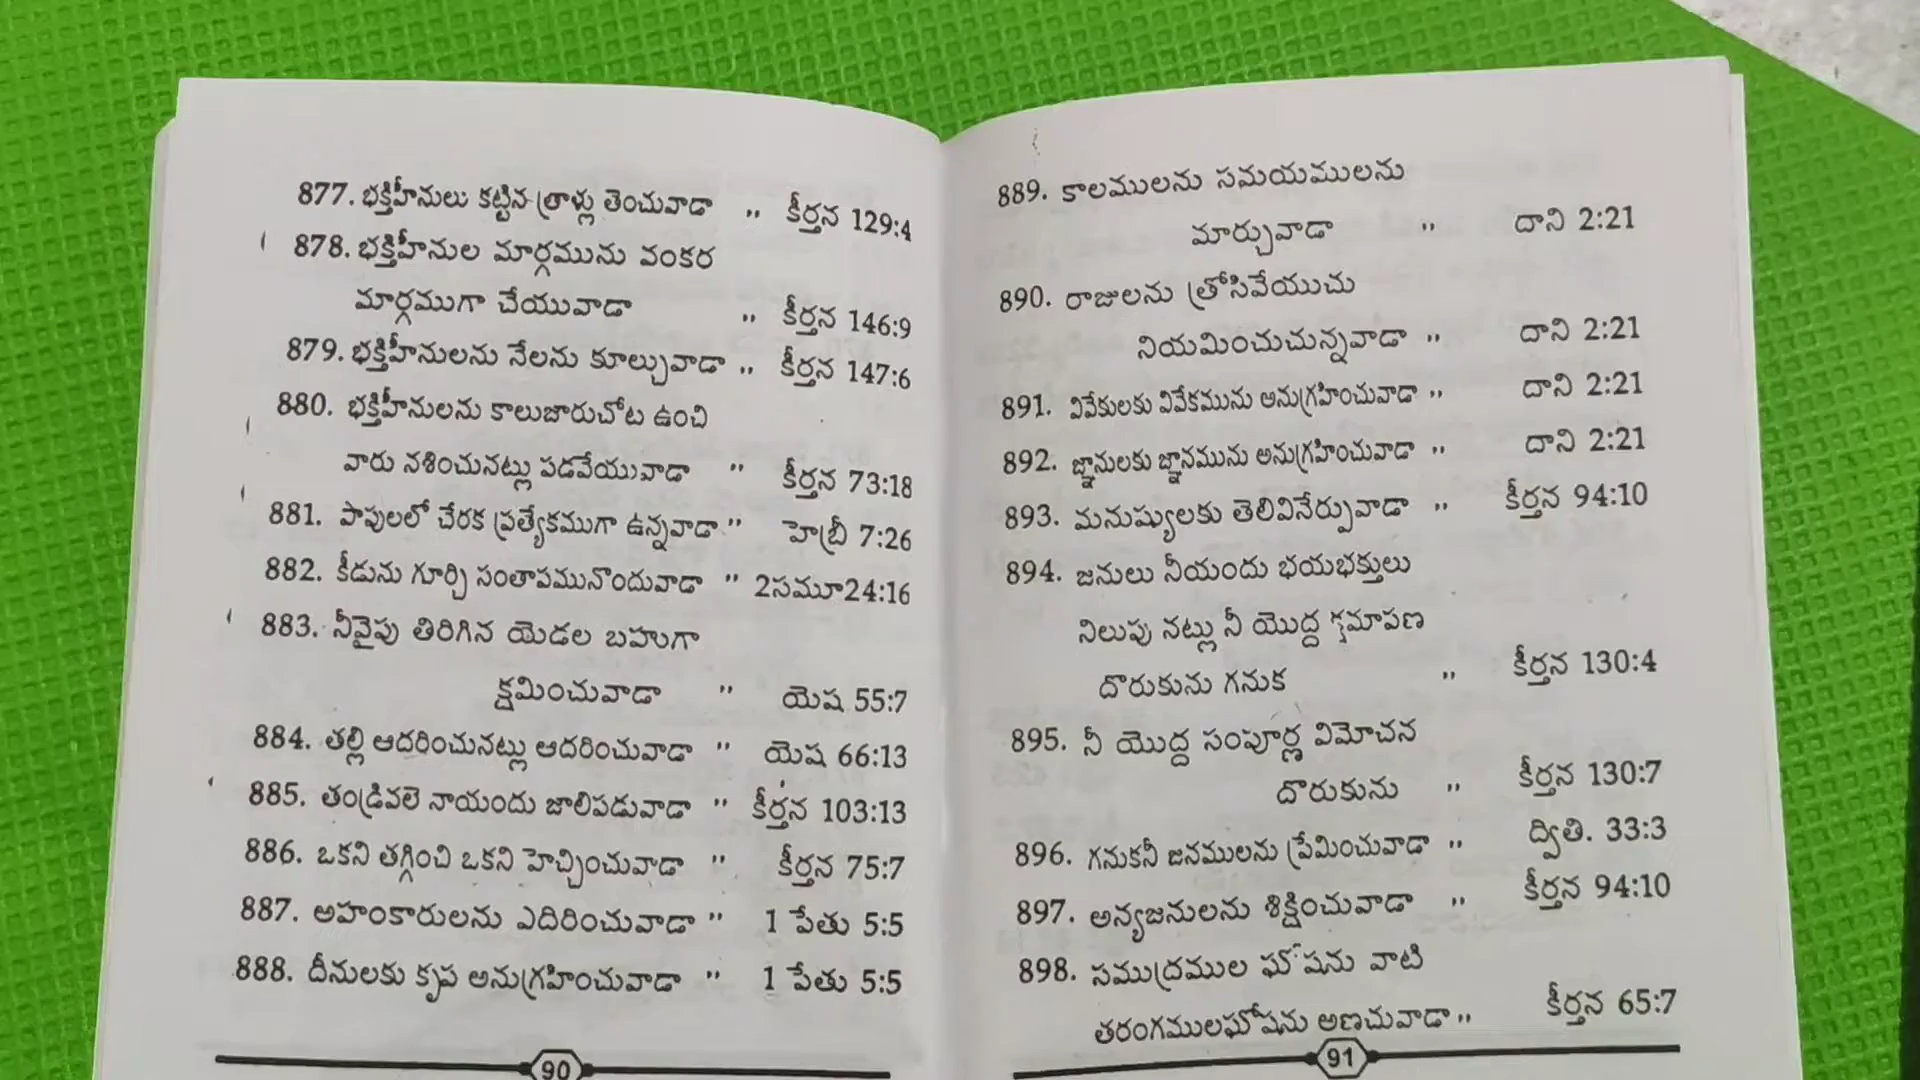 877. భక్తిహీనులు కట్టిన త్రాళ్లు తెంచువాడా " కీర్తన 129:4
878. భక్తిహీనుల మార్గమును వంకర
మార్గముగా చేయువాడా " కీర్తన 146:9
879. భక్తిహీనులను నేలను కూల్చువాడా " కీర్తన 147:6
880. భక్తిహీనులను కాలుజారుచోట ఉంచి
వారు నశించునట్లు పడవేయువాడా " కీర్తన 73:18
881. పాపులలో చేరక ప్రత్యేకముగా ఉన్నవాడా " హెబ్రీ 7:26
882. కీడును గూర్చి సంతాపమునొందువాడా " 2సమూ24:16
883. నీవైపు తిరిగిన యెడల బహుగా
క్షమించువాడా " యెష 55:7
884. తల్లి ఆదరించునట్లు ఆదరించువాడా " యెష 66:13
885. తండ్రివలె నాయందు జాలిపడువాడా " కీర్తన 103:13
886. ఒకని తగ్గించి ఒకని హెచ్చించువాడా " కీర్తన 75:7
887. అహంకారులను ఎదిరించువాడా " 1 పేతు 5:5
888. దీనులకు కృప అనుగ్రహించువాడా " 1 పేతు 5:5
90
889. కాలములను సమయములను
మార్చువాడా " దాని 2:21
890. రాజులను త్రోసివేయుచు
నియమించుచున్నవాడా " దాని 2:21
891. వివేకులకు వివేకమును అనుగ్రహించువాడా " దాని 2:21
892. జ్ఞానులకు జ్ఞానమును అనుగ్రహించువాడా " దాని 2:21
893. మనుష్యులకు తెలివినేర్పువాడా " కీర్తన 94:10
894. జనులు నీయందు భయభక్తులు
నిలుపు నట్లు నీ యొద్ద క్షమాపణ
దొరుకును గనుక " కీర్తన 130:4
895. నీ యొద్ద సంపూర్ణ విమోచన
దొరుకును " కీర్తన 130:7
896. గనుకనీ జనములను ప్రేమించువాడా " ద్వితి. 33:3
897. అన్యజనులను శిక్షించువాడా " కీర్తన 94:10
898. సముద్రముల ఘోషను వాటి
తరంగములఘోషను అణచువాడా " కీర్తన 65:7
91